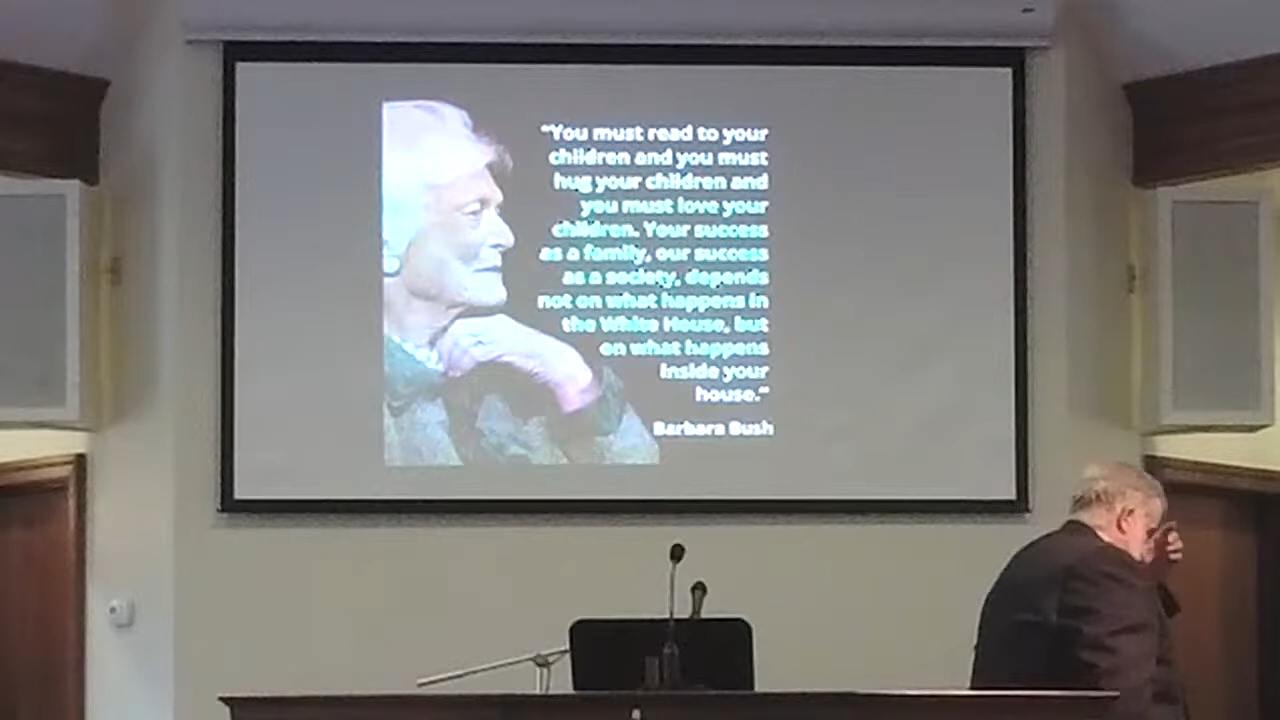 “You must read to your
children and you must
hug your children and
you must love your
children. Your success
as a family, our success
as a society, depends
not on what happens in
the White House, but
on what happens
inside your
house.”
Barbara Bush